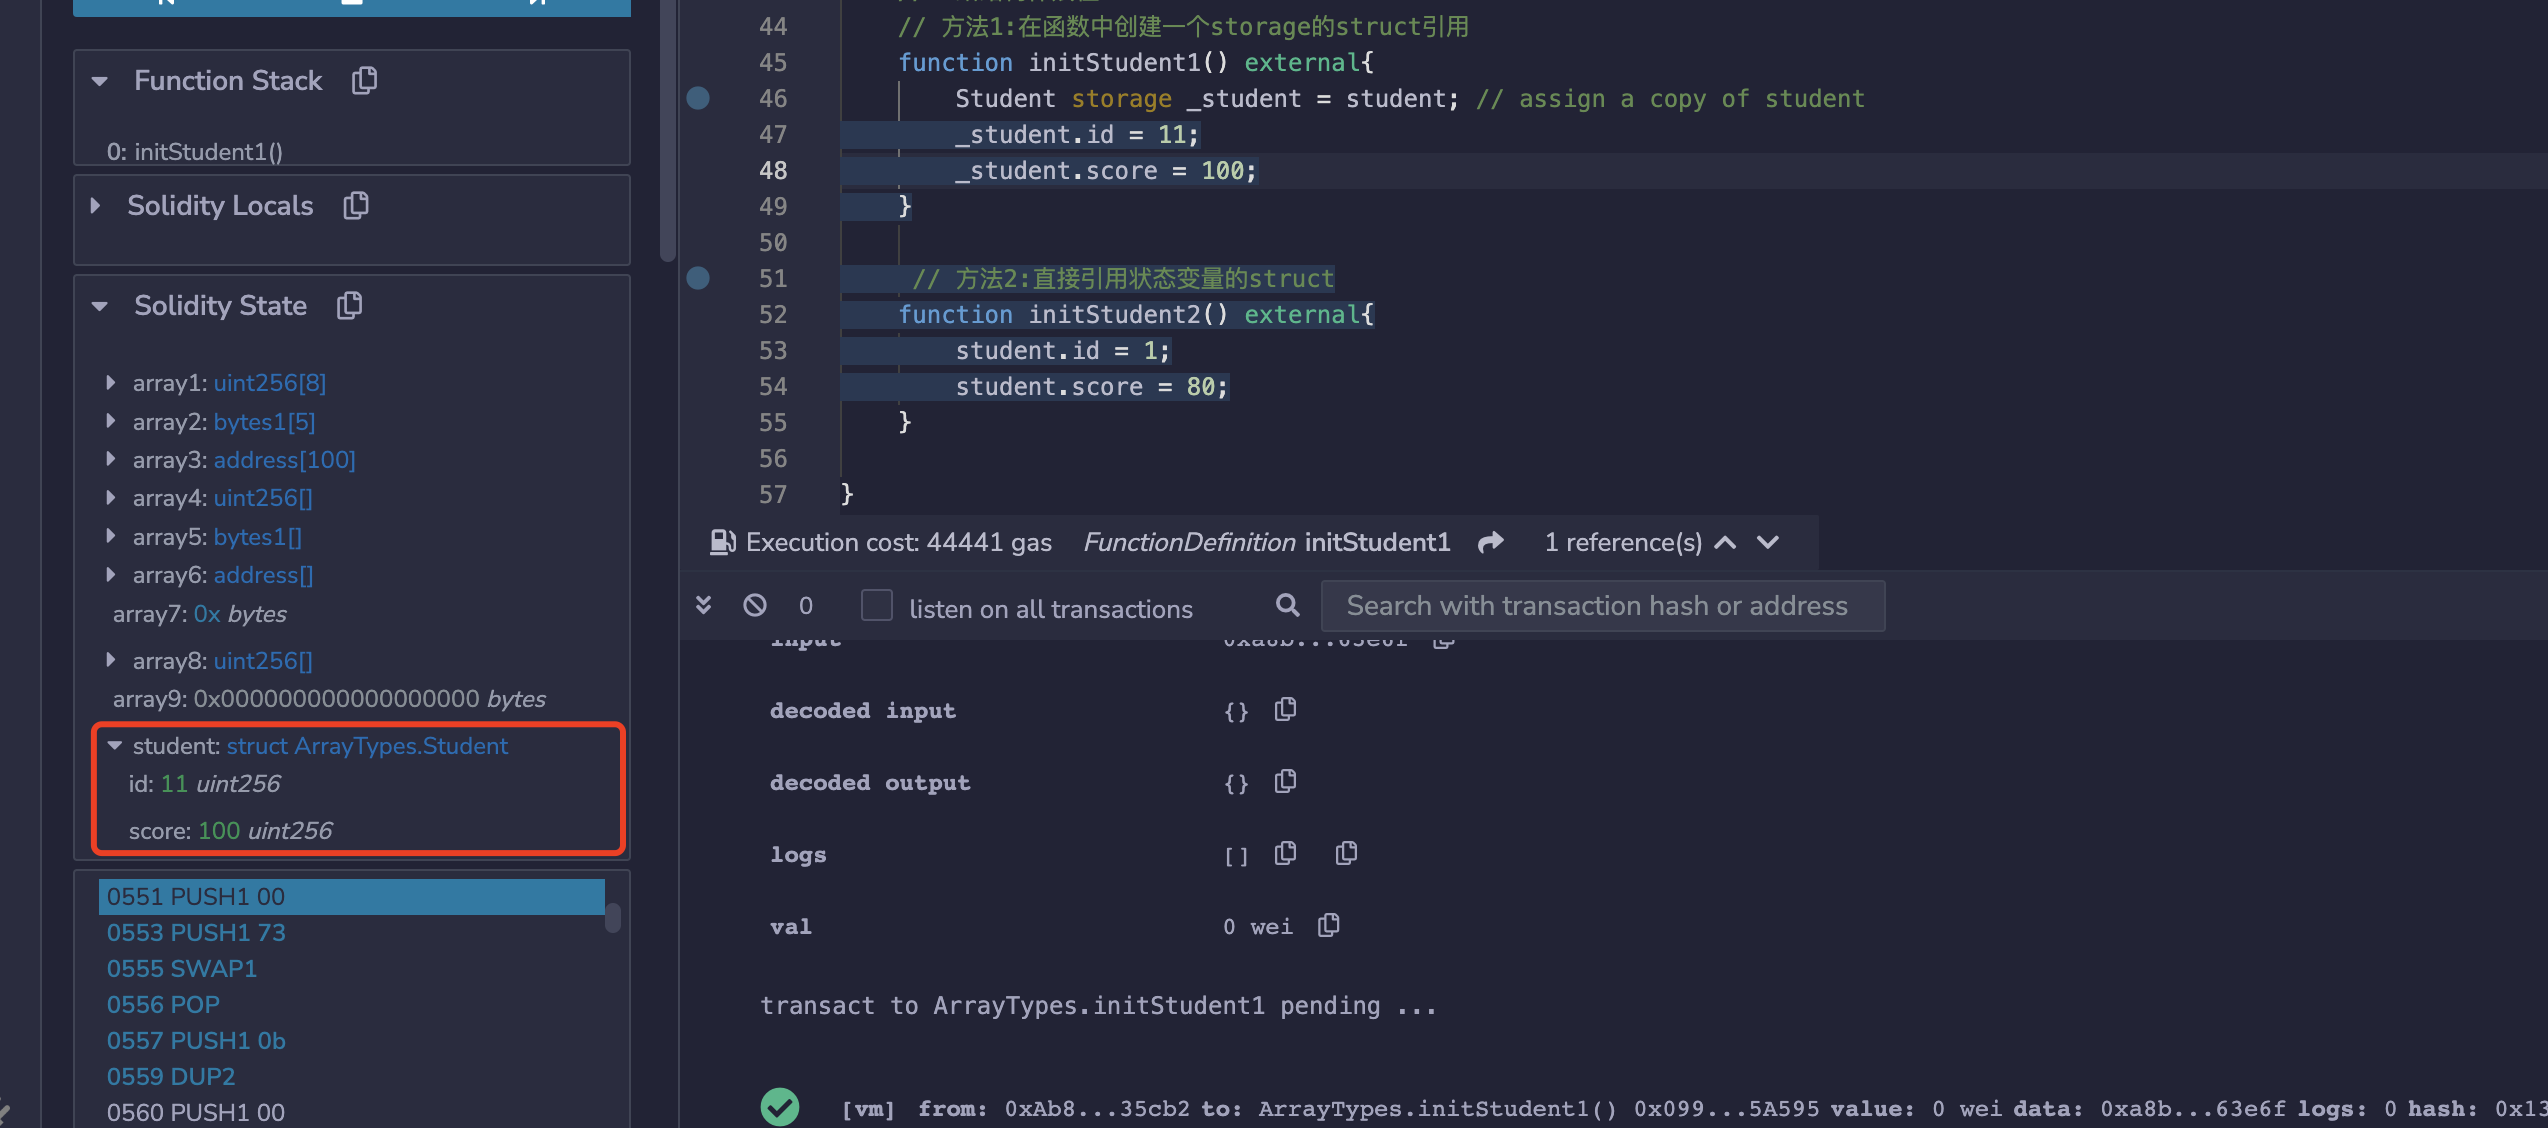 Function Stack
0: initStudent1()
Solidity Locals
Solidity State
array1: uint256[8]
array2: bytes1[5]
array3: address[100]
array4: uint256[]
array5: bytes1[]
array6: address[]
array7: 0x bytes
array8: uint256[]
array9: 0x000000000000000000 bytes
student: struct ArrayTypes.Student
id: 11 uint256
score: 100 uint256
0551 PUSH1 00
0553 PUSH1 73
0555 SWAP1
0556 POP
0557 PUSH1 0b
0559 DUP2
0560 PUSH1 00
44 // 方法1:在函数中创建一个storage的struct引用
45 function initStudent1() external{
46 Student storage _student = student; // assign a copy of student
47 _student.id = 11;
48 _student.score = 100;
49 }
50
51 // 方法2:直接引用状态变量的struct
52 function initStudent2() external{
53 student.id = 1;
54 student.score = 80;
55 }
56
57 }
Execution cost: 44441 gas FunctionDefinition initStudent1 1 reference(s)
0 listen on all transactions Search with transaction hash or address
input 0xa8b...63e6f
decoded input {}
decoded output {}
logs []
val 0 wei
transact to ArrayTypes.initStudent1 pending ...
[vm] from: 0xAb8...35cb2 to: ArrayTypes.initStudent1() 0x099...5A595 value: 0 wei data: 0xa8b...63e6f logs: 0 hash: 0x13